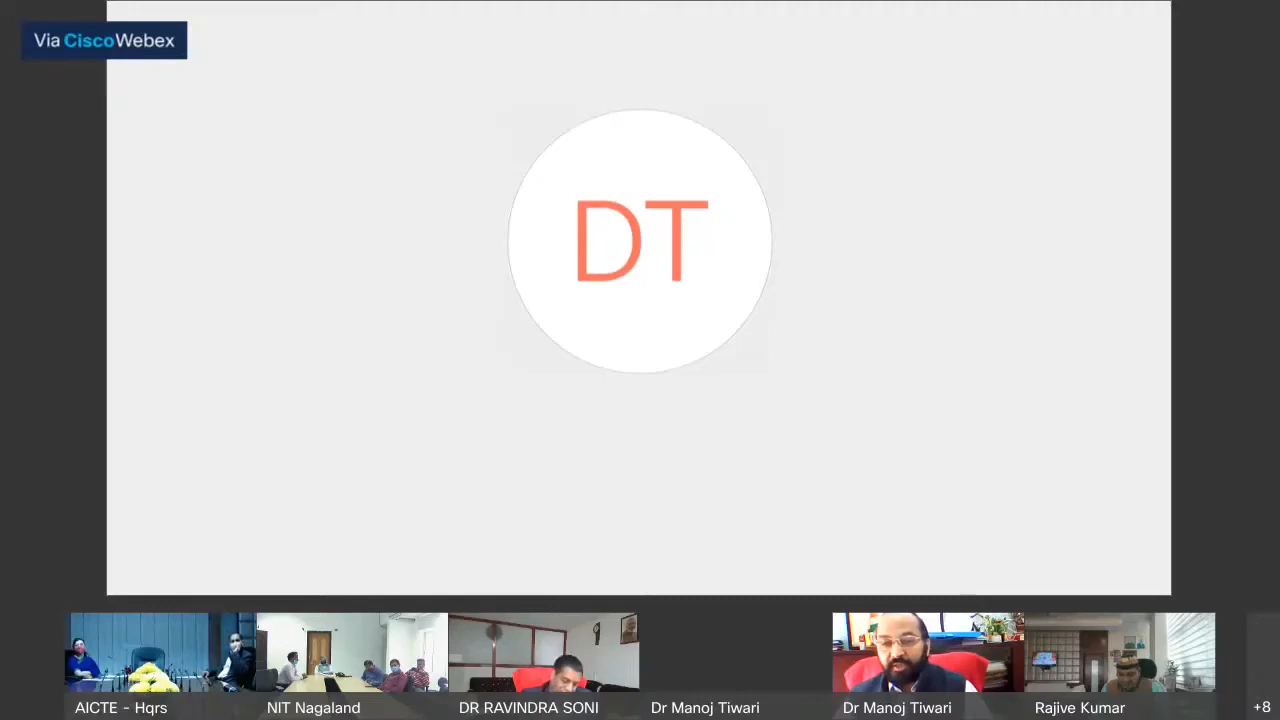 Via CiscoWebex
DT
AICTE - Hqrs
NIT Nagaland
DR RAVINDRA SONI
Dr Manoj Tiwari
Dr Manoj Tiwari
Rajive Kumar
+8